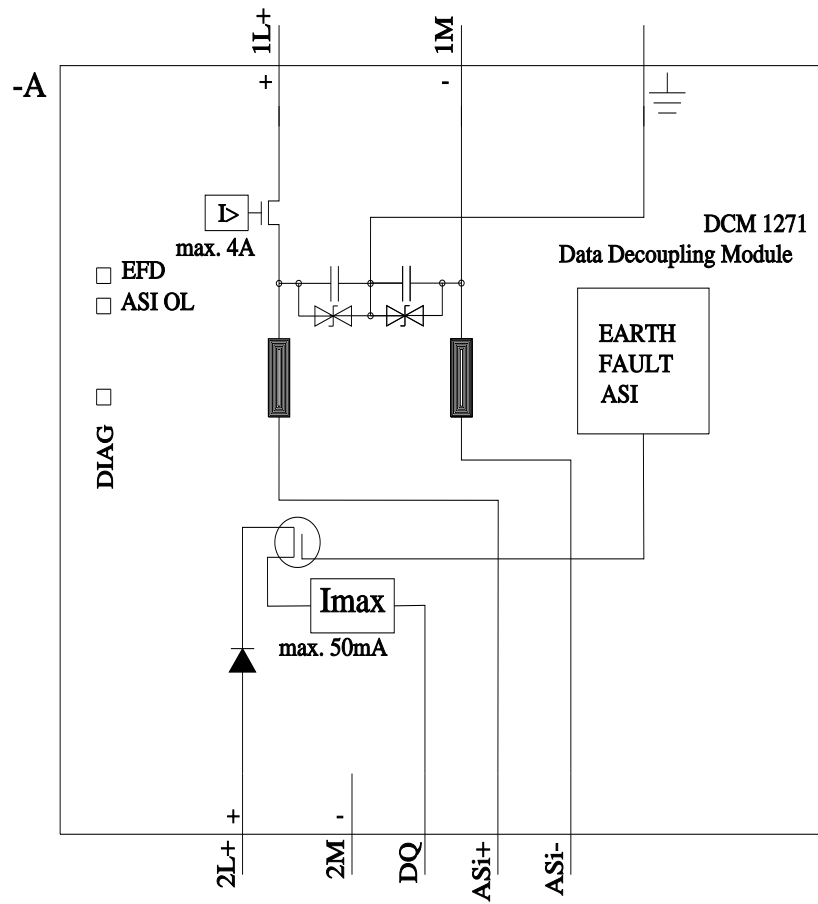 1L+
1M
-A
+
-
I>
max. 4A
DCM 1271
Data Decoupling Module
EFD
ASI OL
EARTH
FAULT
ASI
DIAG
Imax
max. 50mA
+
-
2L+
2M
DQ
ASi+
ASi-